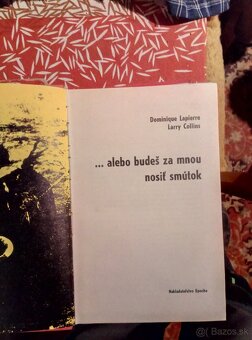 Dominique Lapierre
Larry Collins
... alebo budeš za mnou
nosiť smútok
Nakladateľstvo Epocha
Bazos.sk